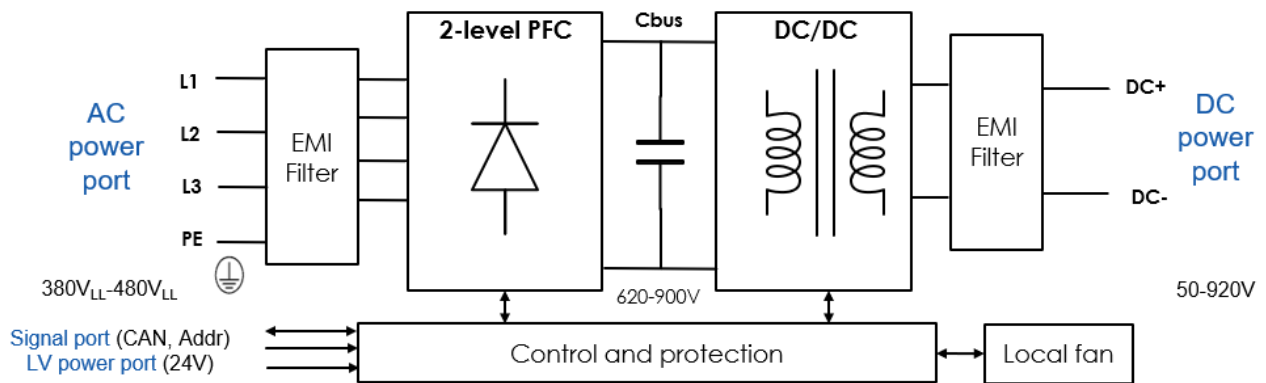 2-level PFC
Cbus
DC/DC
L1
L2
L3
PE
AC
power
port
EMI
Filter
EMI
Filter
DC+
DC-
DC
power
port
380VLL-480VLL
620-900V
50-920V
Signal port (CAN, Addr)
LV power port (24V)
Control and protection
Local fan